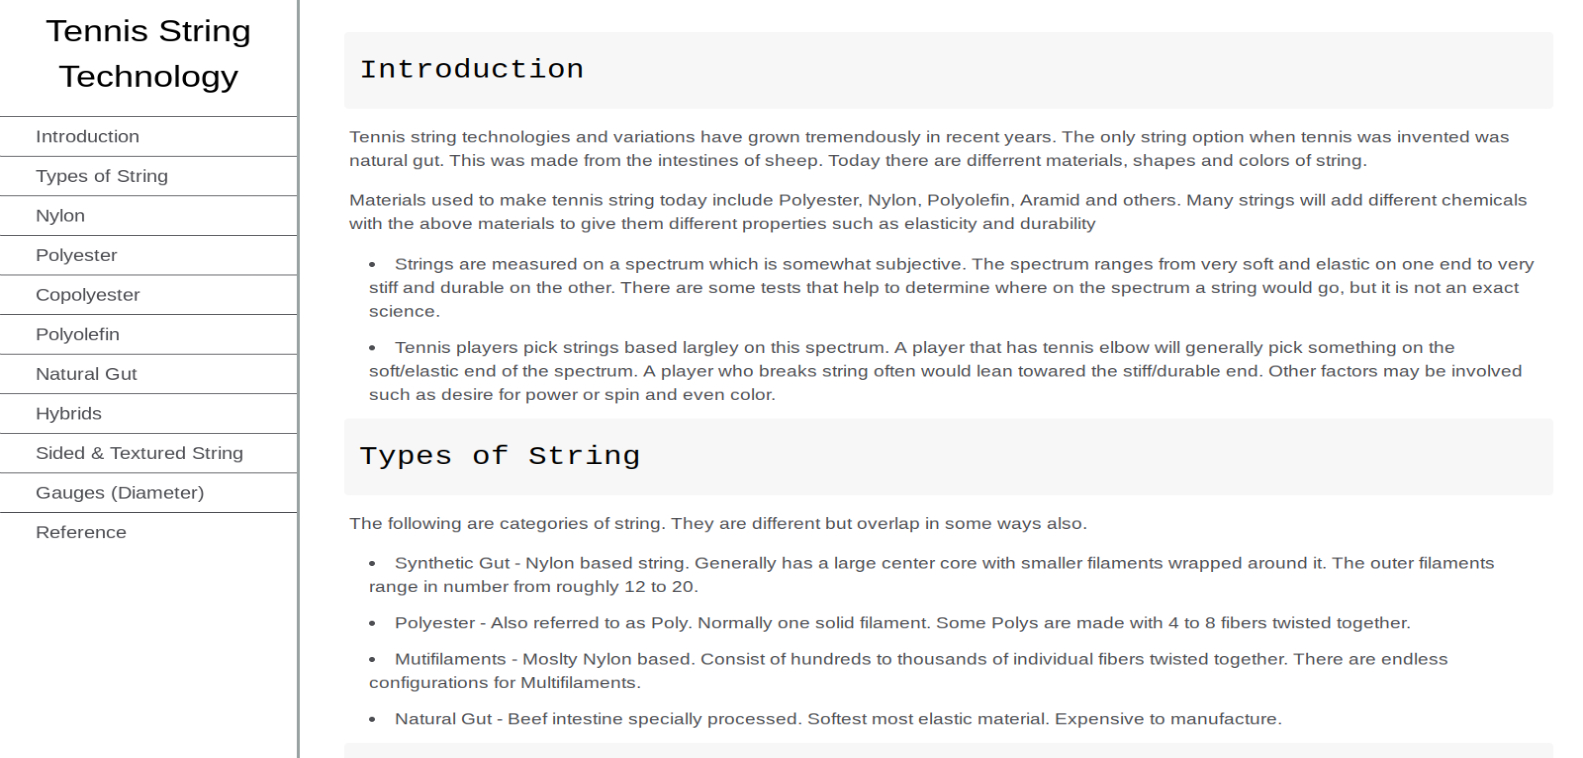 Tennis String
Technology
Introduction
Types of String
Nylon
Polyester
Copolyester
Polyolefin
Natural Gut
Hybrids
Sided & Textured String
Gauges (Diameter)
Reference
Introduction
Tennis string technologies and variations have grown tremendously in recent years. The only string option when tennis was invented was
natural gut. This was made from the intestines of sheep. Today there are differrent materials, shapes and colors of string.
Materials used to make tennis string today include Polyester, Nylon, Polyolefin, Aramid and others. Many strings will add different chemicals
with the above materials to give them different properties such as elasticity and durability
• Strings are measured on a spectrum which is somewhat subjective. The spectrum ranges from very soft and elastic on one end to very
stiff and durable on the other. There are some tests that help to determine where on the spectrum a string would go, but it is not an exact
science.
• Tennis players pick strings based largley on this spectrum. A player that has tennis elbow will generally pick something on the
soft/elastic end of the spectrum. A player who breaks string often would lean towared the stiff/durable end. Other factors may be involved
such as desire for power or spin and even color.
Types of String
The following are categories of string. They are different but overlap in some ways also.
• Synthetic Gut - Nylon based string. Generally has a large center core with smaller filaments wrapped around it. The outer filaments
range in number from roughly 12 to 20.
• Polyester - Also referred to as Poly. Normally one solid filament. Some Polys are made with 4 to 8 fibers twisted together.
• Mutifilaments - Moslty Nylon based. Consist of hundreds to thousands of individual fibers twisted together. There are endless
configurations for Multifilaments.
• Natural Gut - Beef intestine specially processed. Softest most elastic material. Expensive to manufacture.